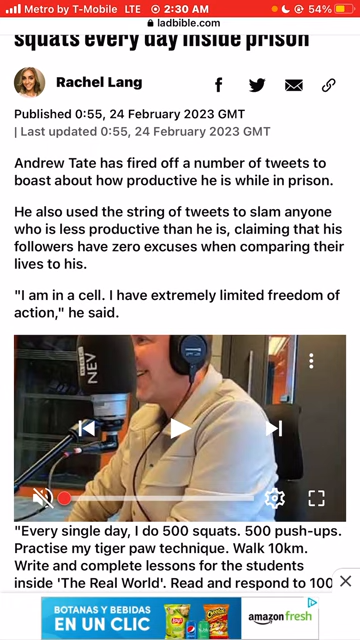 Metro by T-Mobile LTE 2:30 AM 54%
ladbible.com
squats every day inside prison
Rachel Lang
Published 0:55, 24 February 2023 GMT
| Last updated 0:55, 24 February 2023 GMT
Andrew Tate has fired off a number of tweets to
boast about how productive he is while in prison.
He also used the string of tweets to slam anyone
who is less productive than he is, claiming that his
followers have zero excuses when comparing their
lives to his.
"I am in a cell. I have extremely limited freedom of
action," he said.
"Every single day, I do 500 squats. 500 push-ups.
Practise my tiger paw technique. Walk 10km.
Write and complete lessons for the students
inside 'The Real World'. Read and respond to 100
BOTANAS Y BEBIDAS
EN UN CLIC
amazonfresh